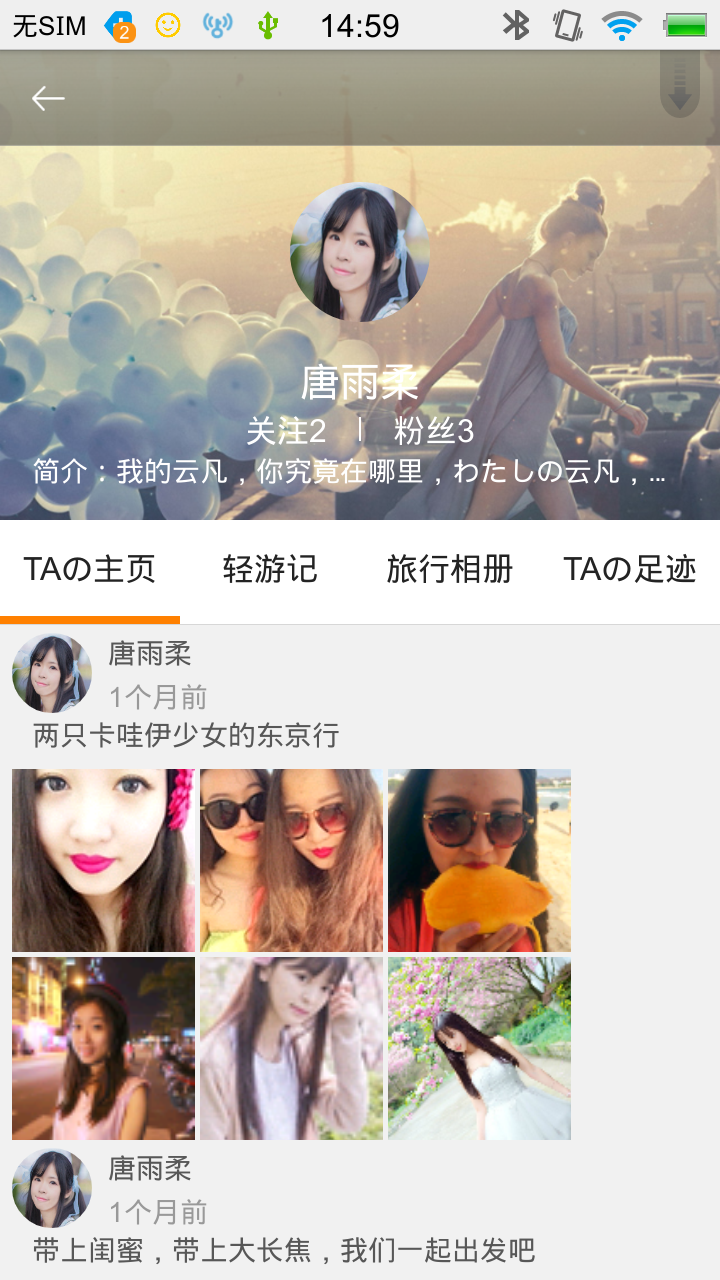 无SIM 2 14:59
唐雨柔
关注2 | 粉丝3
简介：我的云凡，你究竟在哪里，わたしの云凡，...
TAの主页 轻游记 旅行相册 TAの足迹
唐雨柔
1个月前
两只卡哇伊少女的东京行
唐雨柔
1个月前
带上闺蜜，带上大长焦，我们一起出发吧